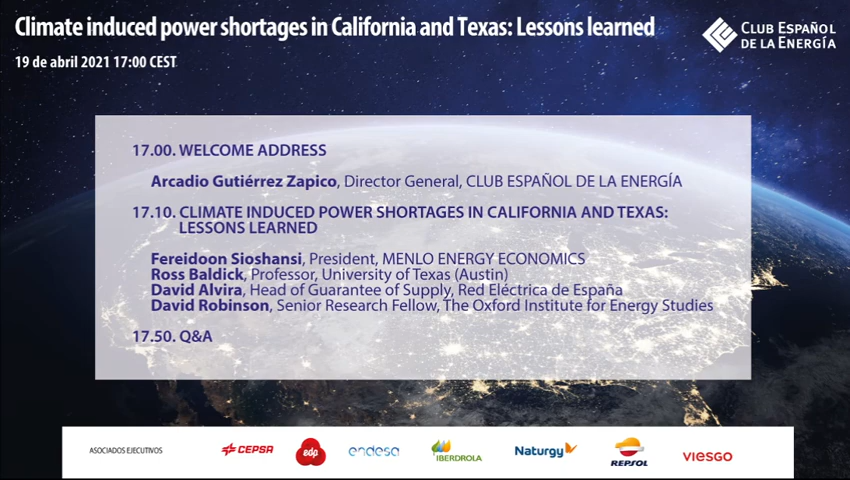 Climate induced power shortages in California and Texas: Lessons learned
19 de abril 2021 17:00 CEST
CLUB ESPAÑOL
DE LA ENERGÍA
17.00. WELCOME ADDRESS
Arcadio Gutiérrez Zapico, Director General, CLUB ESPAÑOL DE LA ENERGÍA
17.10. CLIMATE INDUCED POWER SHORTAGES IN CALIFORNIA AND TEXAS:
LESSONS LEARNED
Fereidoon Sioshansi, President, MENLO ENERGY ECONOMICS
Ross Baldick, Professor, University of Texas (Austin)
David Alvira, Head of Guarantee of Supply, Red Eléctrica de España
David Robinson, Senior Research Fellow, The Oxford Institute for Energy Studies
17.50. Q&A
ASOCIADOS EJECUTIVOS
CEPSA
edp
endesa
IBERDROLA
Naturgy
REPSOL
viesgo